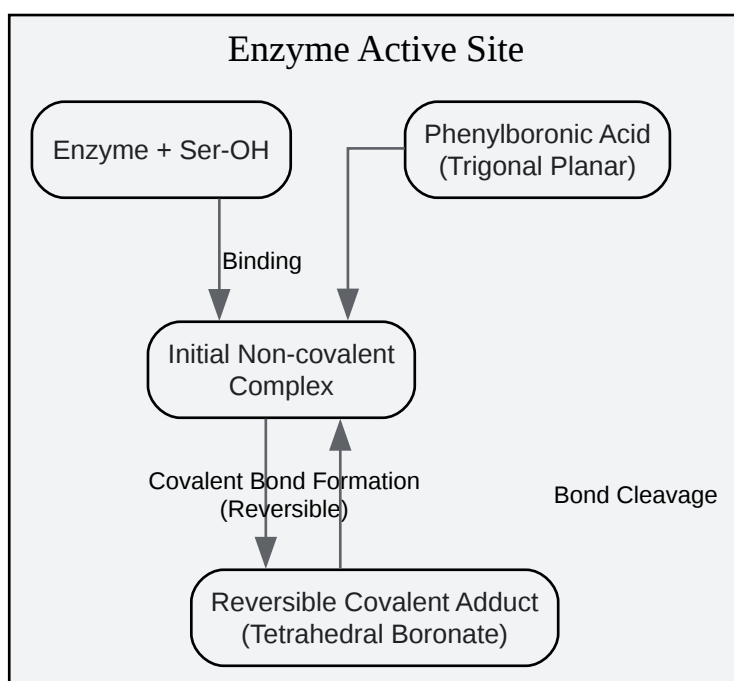 Enzyme Active Site
Enzyme + Ser-OH
Phenylboronic Acid
(Trigonal Planar)
Binding
Initial Non-covalent
Complex
Covalent Bond Formation
(Reversible)
Bond Cleavage
Reversible Covalent Adduct
(Tetrahedral Boronate)